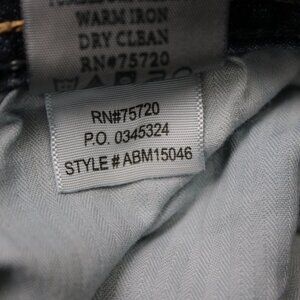 WARM IRON
DRY CLEAN
RN#75720
RN#75720
P.O. 0345324
STYLE # ABM15046